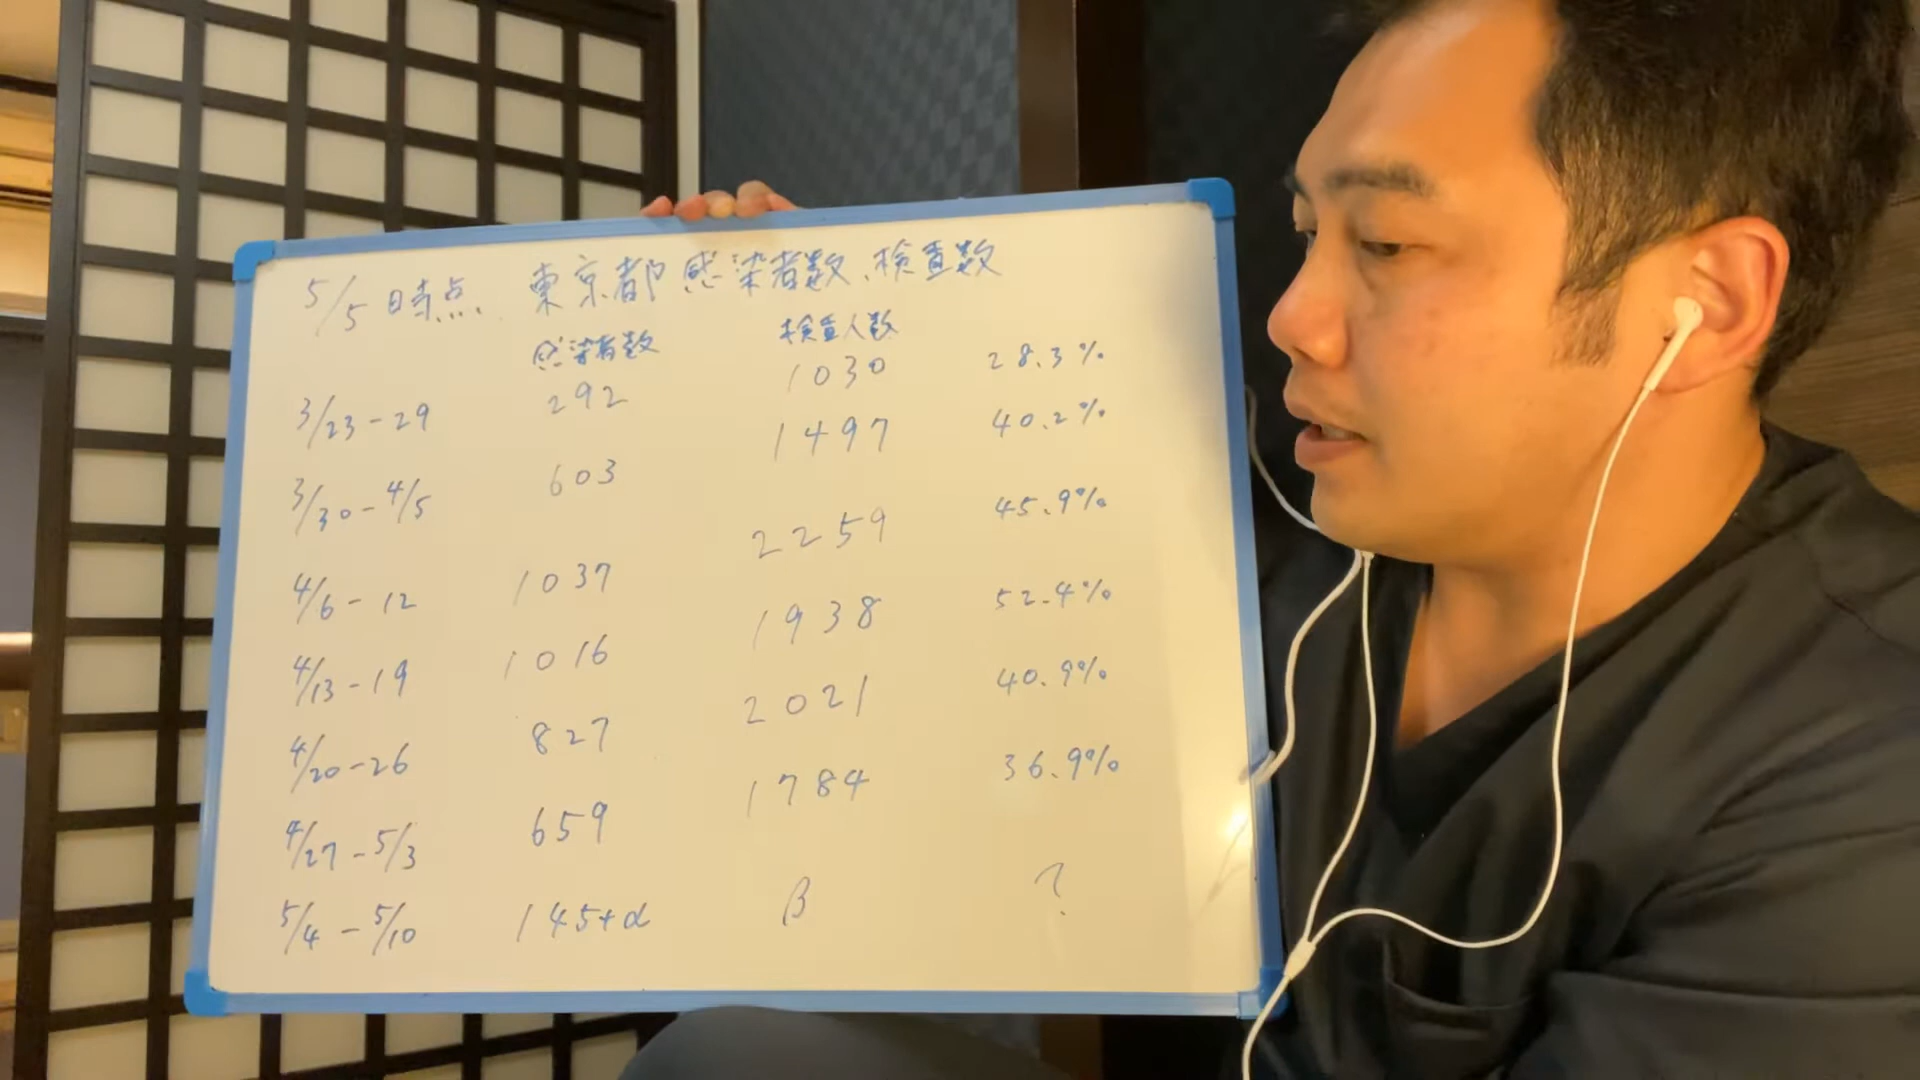 5/5 時点、東京都感染者数、検査数
感染者数 検査人数
3/23-29 292 1030 28.3%
3/30-4/5 603 1497 40.2%
4/6-12 1037 2259 45.9%
4/13-19 1016 1938 52.4%
4/20-26 827 2021 40.9%
4/27-5/3 659 1784 36.9%
5/4-5/10 145+α β ?